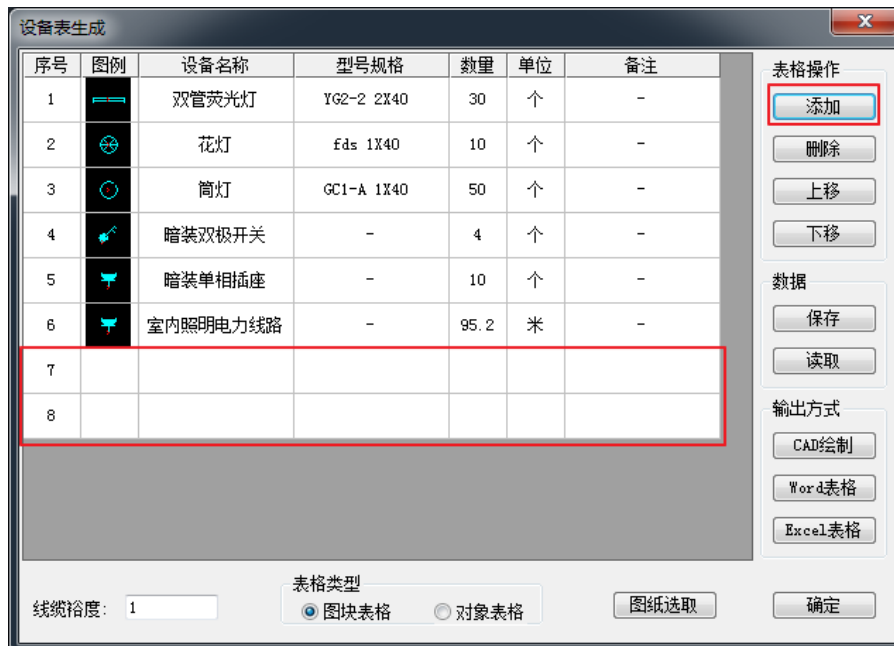 设备表生成
序号 图例 设备名称 型号规格 数量 单位 备注
1 双管荧光灯 YG2-2 2X40 30 个 -
2 花灯 fds 1X40 10 个 -
3 筒灯 GC1-A 1X40 50 个 -
4 暗装双极开关 - 4 个 -
5 暗装单相插座 - 10 个 -
6 室内照明电力线路 - 95.2 米 -
7
8
表格操作
添加
删除
上移
下移
数据
保存
读取
输出方式
CAD绘制
Word表格
Excel表格
线缆裕度: 1
表格类型
图块表格 对象表格
图纸选取
确定